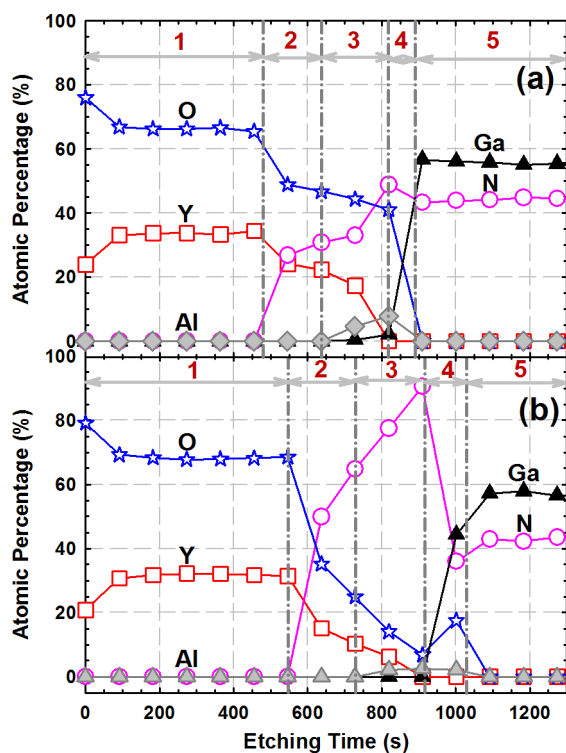 100
1 2 3 4 5
(a)
80
O
60
Ga
N
40
Y
20
Al
0
Atomic Percentage (%)
100
1 2 3 4 5
(b)
80
O
60
Ga
N
40
Y
20
Al
0
Atomic Percentage (%)
0 200 400 600 800 1000 1200
Etching Time (s)